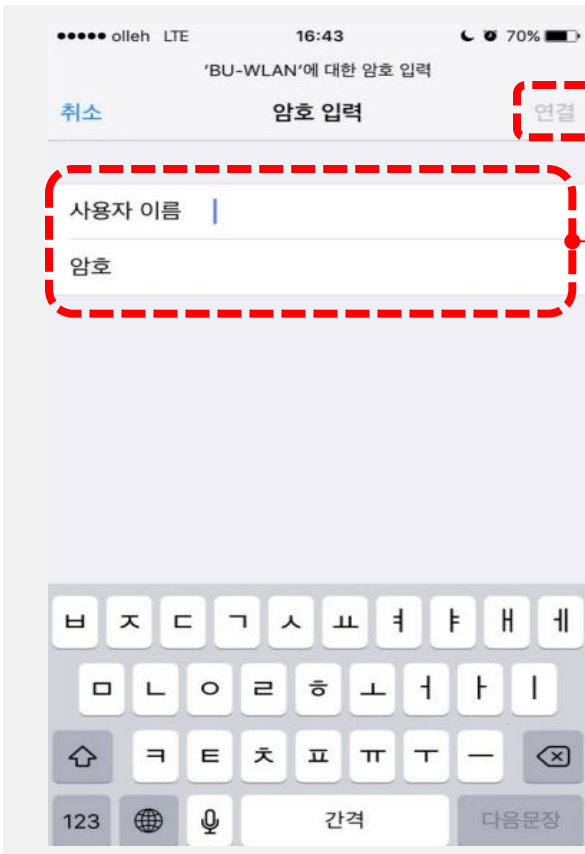 olleh LTE 16:43 70%
'BU-WLAN'에 대한 암호 입력
취소 암호 입력 연결
사용자 이름
암호
ㅂ ㅈ ㄷ ㄱ ㅅ ㅛ ㅕ ㅑ ㅐ ㅔ
ㅁ ㄴ ㅇ ㄹ ㅎ ㅗ ㅓ ㅏ ㅣ
ㅋ ㅌ ㅊ ㅍ ㅠ ㅜ ㅡ
123 간격 다음문장